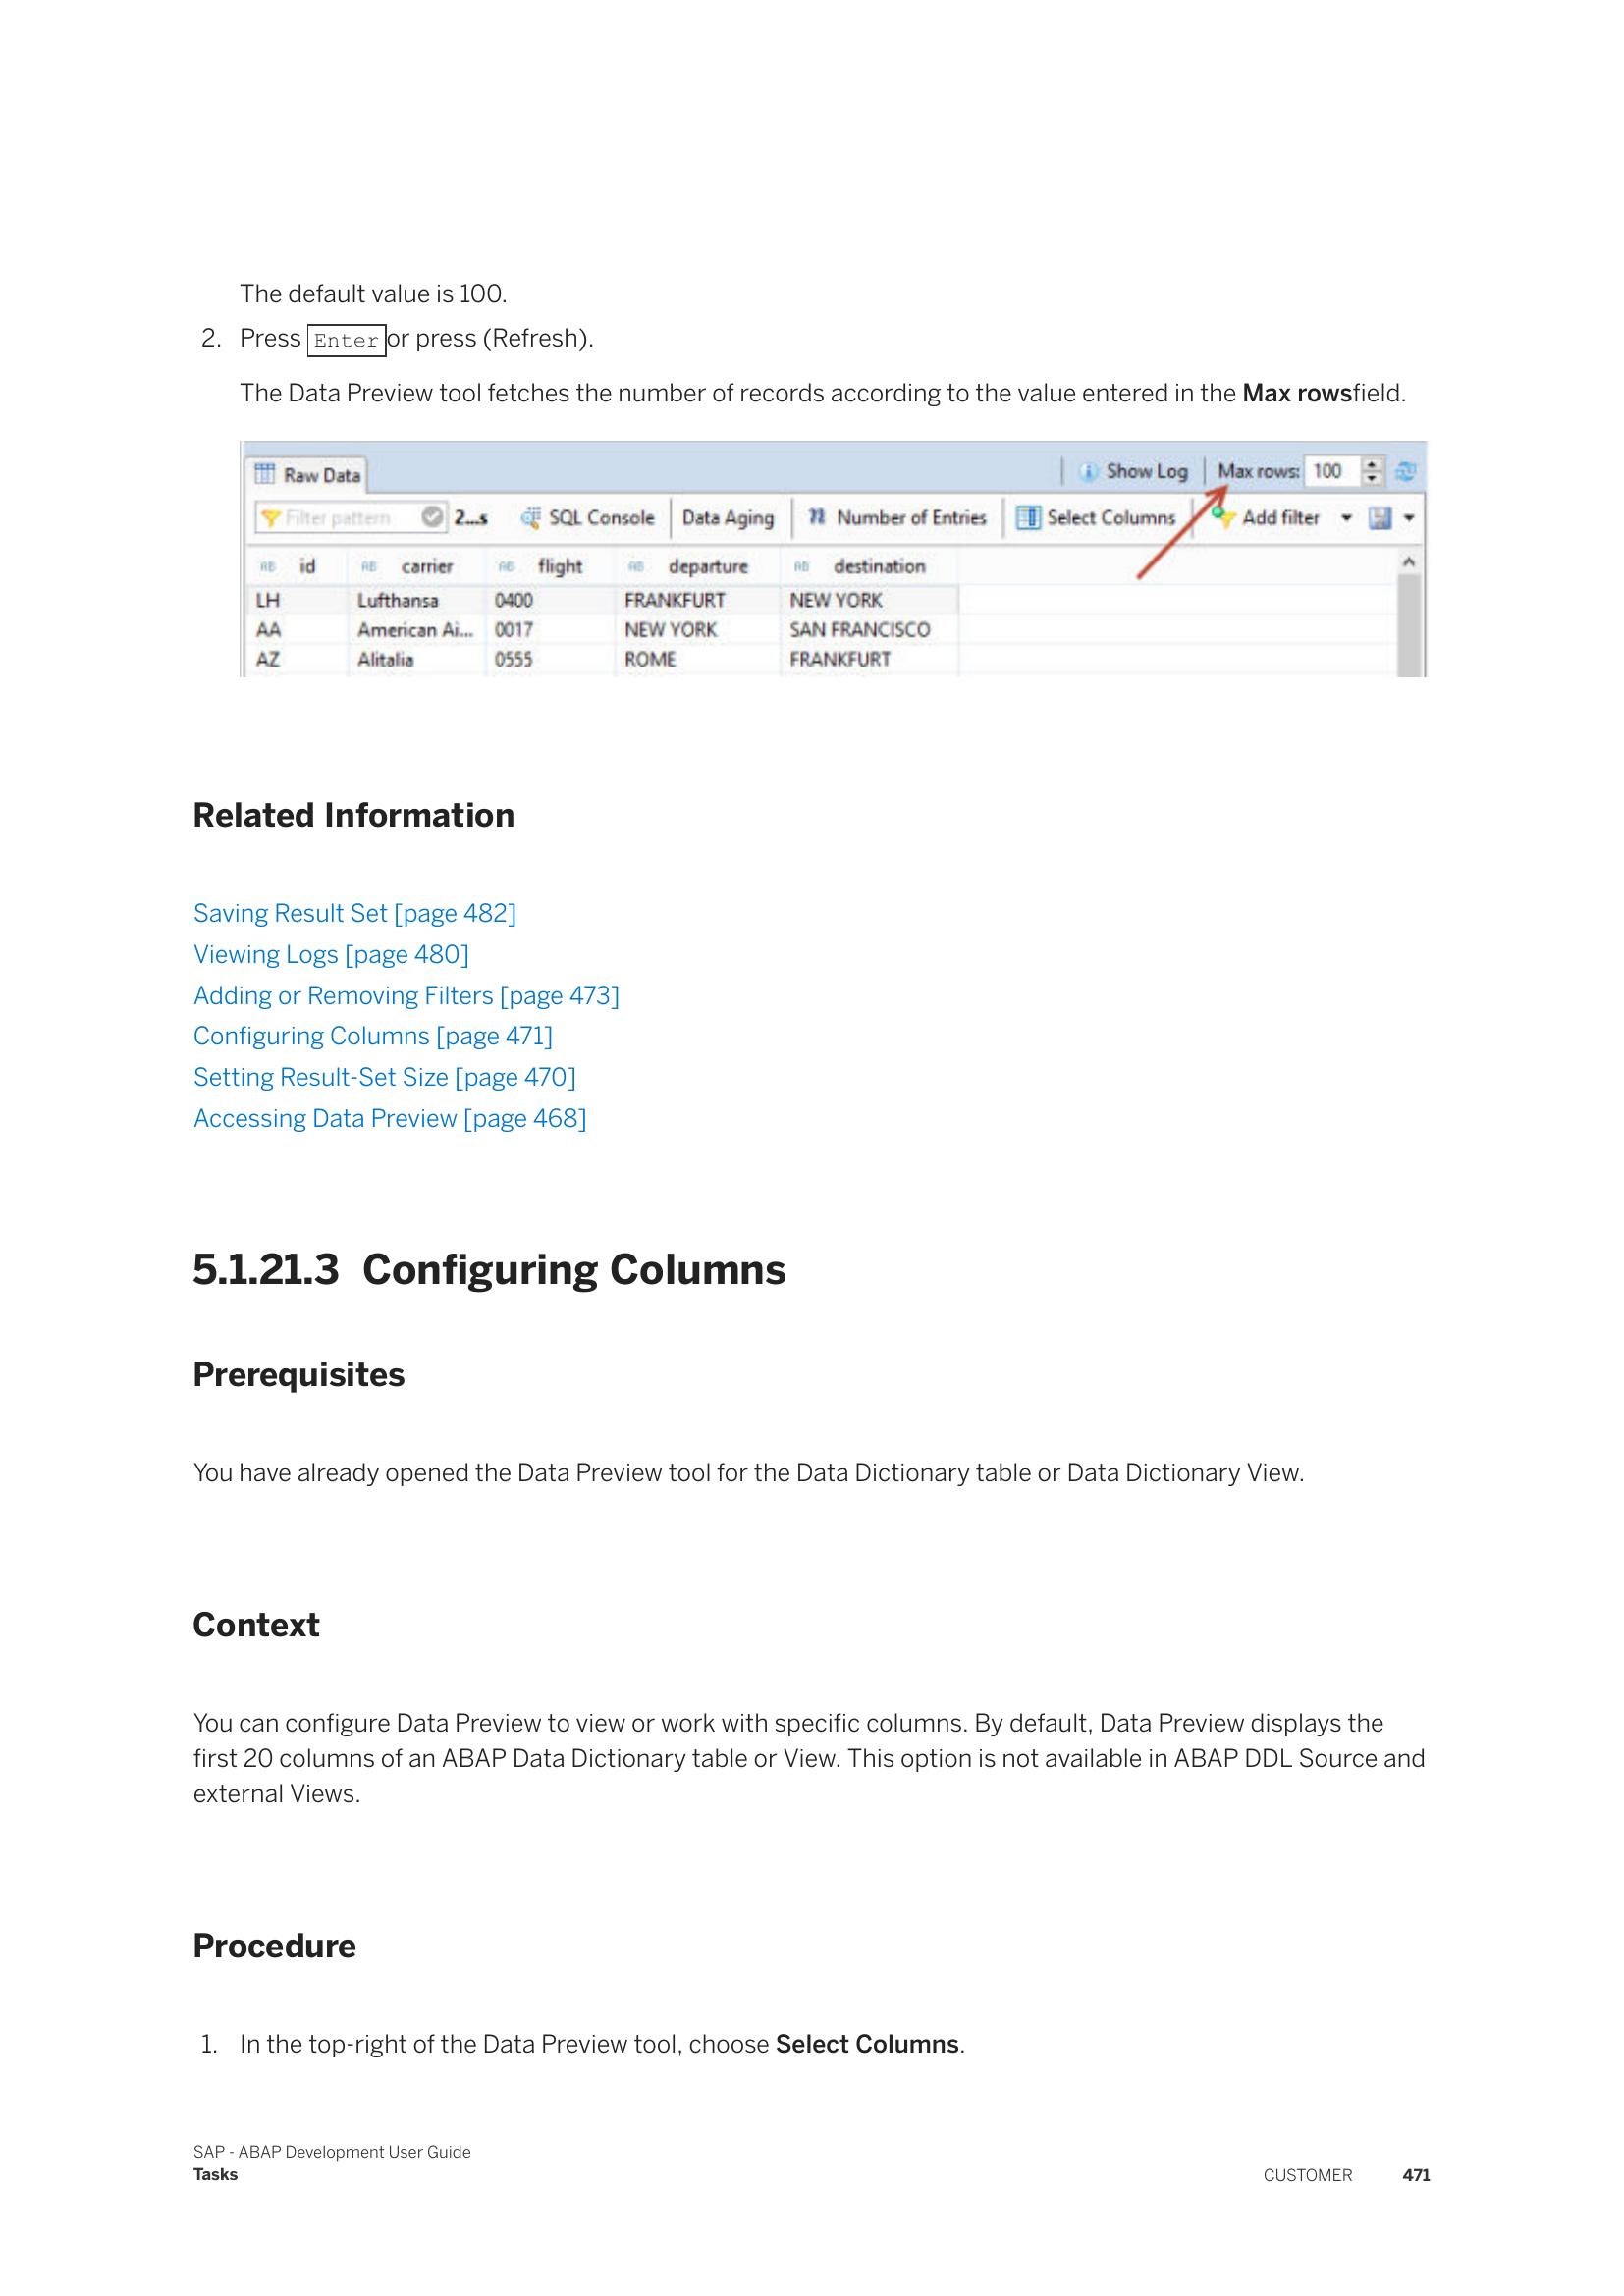 The default value is 100.
2. Press Enter or press (Refresh).
The Data Preview tool fetches the number of records according to the value entered in the Max rowsfield.
Raw Data Show Log Max rows: 100
Filter pattern 2...s SQL Console Data Aging Number of Entries Select Columns Add filter
AB id AB carrier AB flight AB departure AB destination
LH Lufthansa 0400 FRANKFURT NEW YORK
AA American Ai... 0017 NEW YORK SAN FRANCISCO
AZ Alitalia 0555 ROME FRANKFURT
Related Information
Saving Result Set [page 482]
Viewing Logs [page 480]
Adding or Removing Filters [page 473]
Configuring Columns [page 471]
Setting Result-Set Size [page 470]
Accessing Data Preview [page 468]
5.1.21.3 Configuring Columns
Prerequisites
You have already opened the Data Preview tool for the Data Dictionary table or Data Dictionary View.
Context
You can configure Data Preview to view or work with specific columns. By default, Data Preview displays the
first 20 columns of an ABAP Data Dictionary table or View. This option is not available in ABAP DDL Source and
external Views.
Procedure
1. In the top-right of the Data Preview tool, choose Select Columns.
SAP - ABAP Development User Guide
Tasks CUSTOMER 471